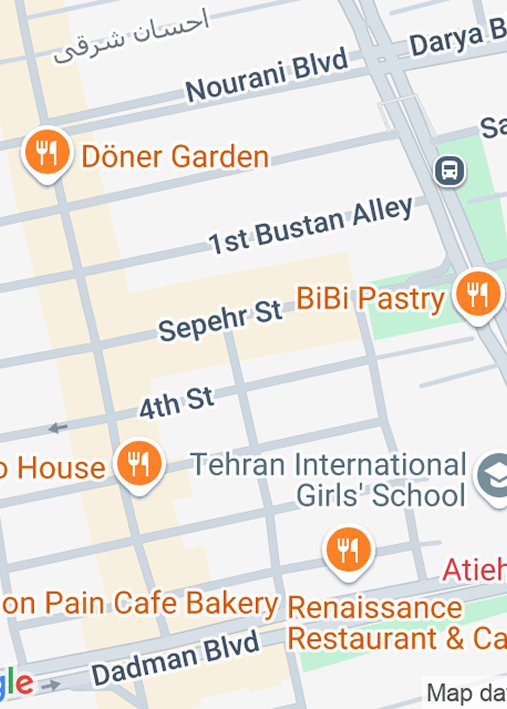 احسان شرقی
Darya B
Nourani Blvd
Sa
Döner Garden
1st Bustan Alley
BiBi Pastry
Sepehr St
4th St
o House
Tehran International
Girls' School
Atieh
on Pain Cafe Bakery
Renaissance
Restaurant & Ca
Dadman Blvd
gle
Map da